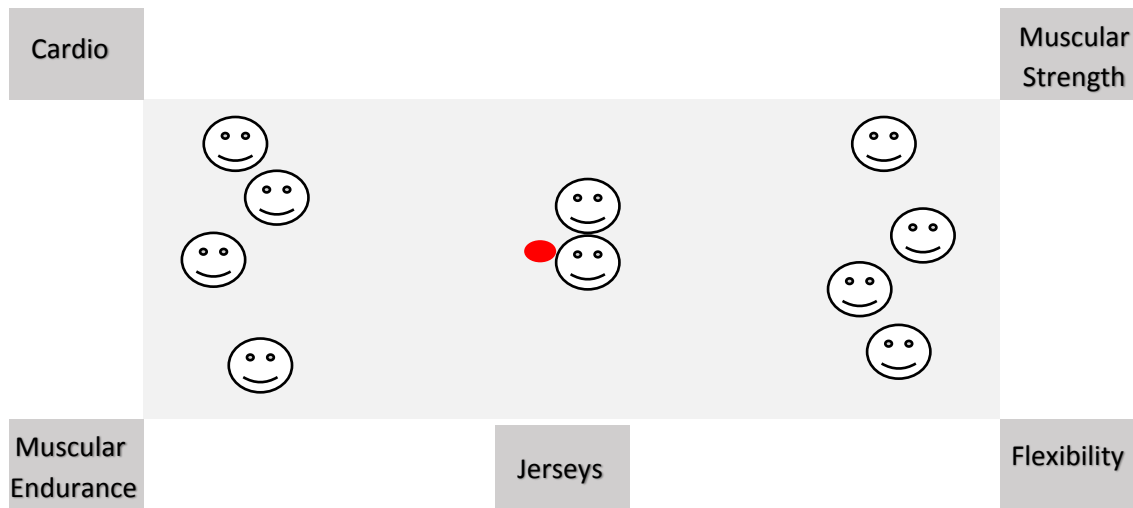 Cardio
Muscular
Strength
Muscular
Endurance
Jerseys
Flexibility